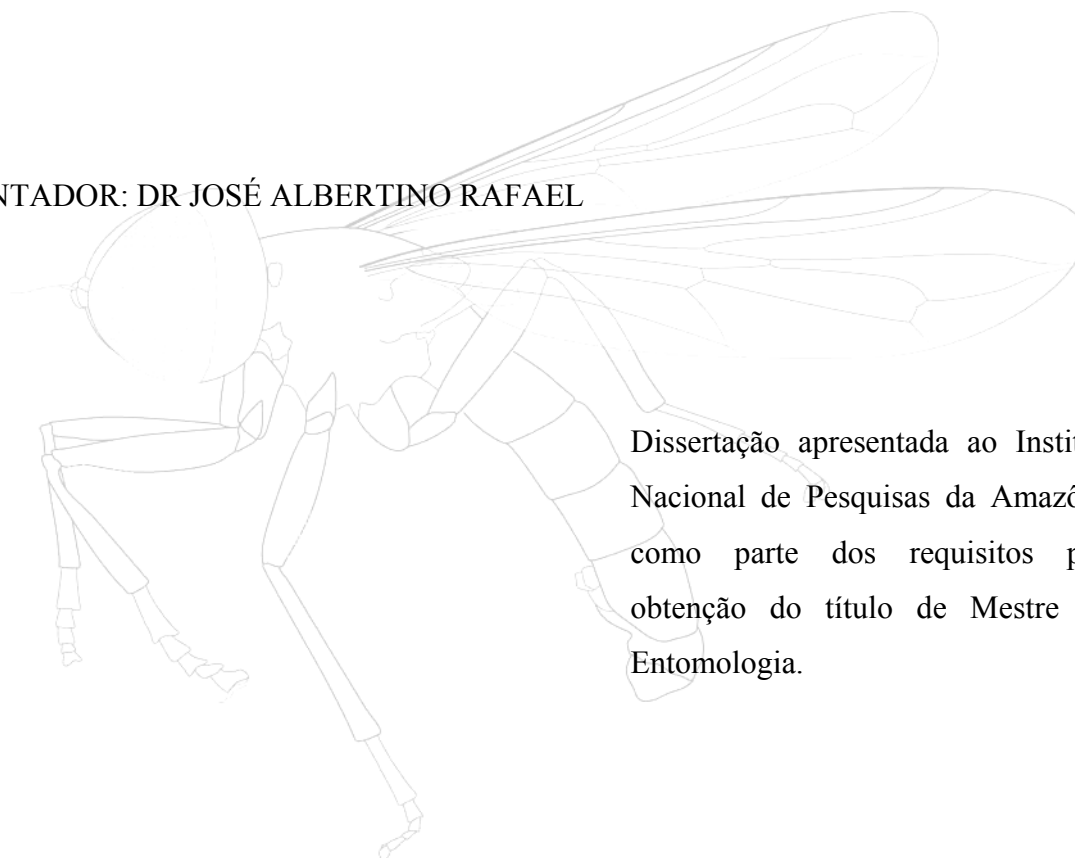 NTADOR: DR JOSÉ ALBERTINO RAFAEL
Dissertação apresentada ao Instit
Nacional de Pesquisas da Amazô
como parte dos requisitos p
obtenção do título de Mestre
Entomologia.